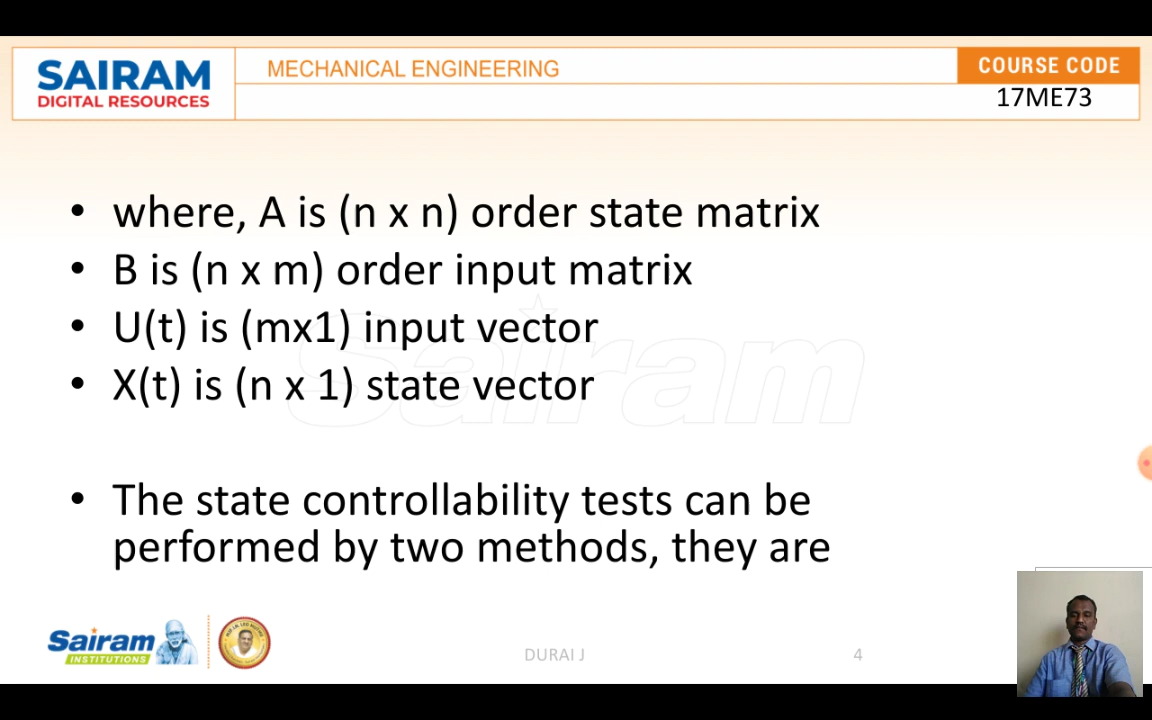 SAIRAM
DIGITAL RESOURCES
MECHANICAL ENGINEERING
COURSE CODE
17ME73
• where, A is (n x n) order state matrix
• B is (n x m) order input matrix
• U(t) is (mx1) input vector
• X(t) is (n x 1) state vector
Sairam
• The state controllability tests can be
performed by two methods, they are
Sairam
INSTITUTIONS
DURAI J
4